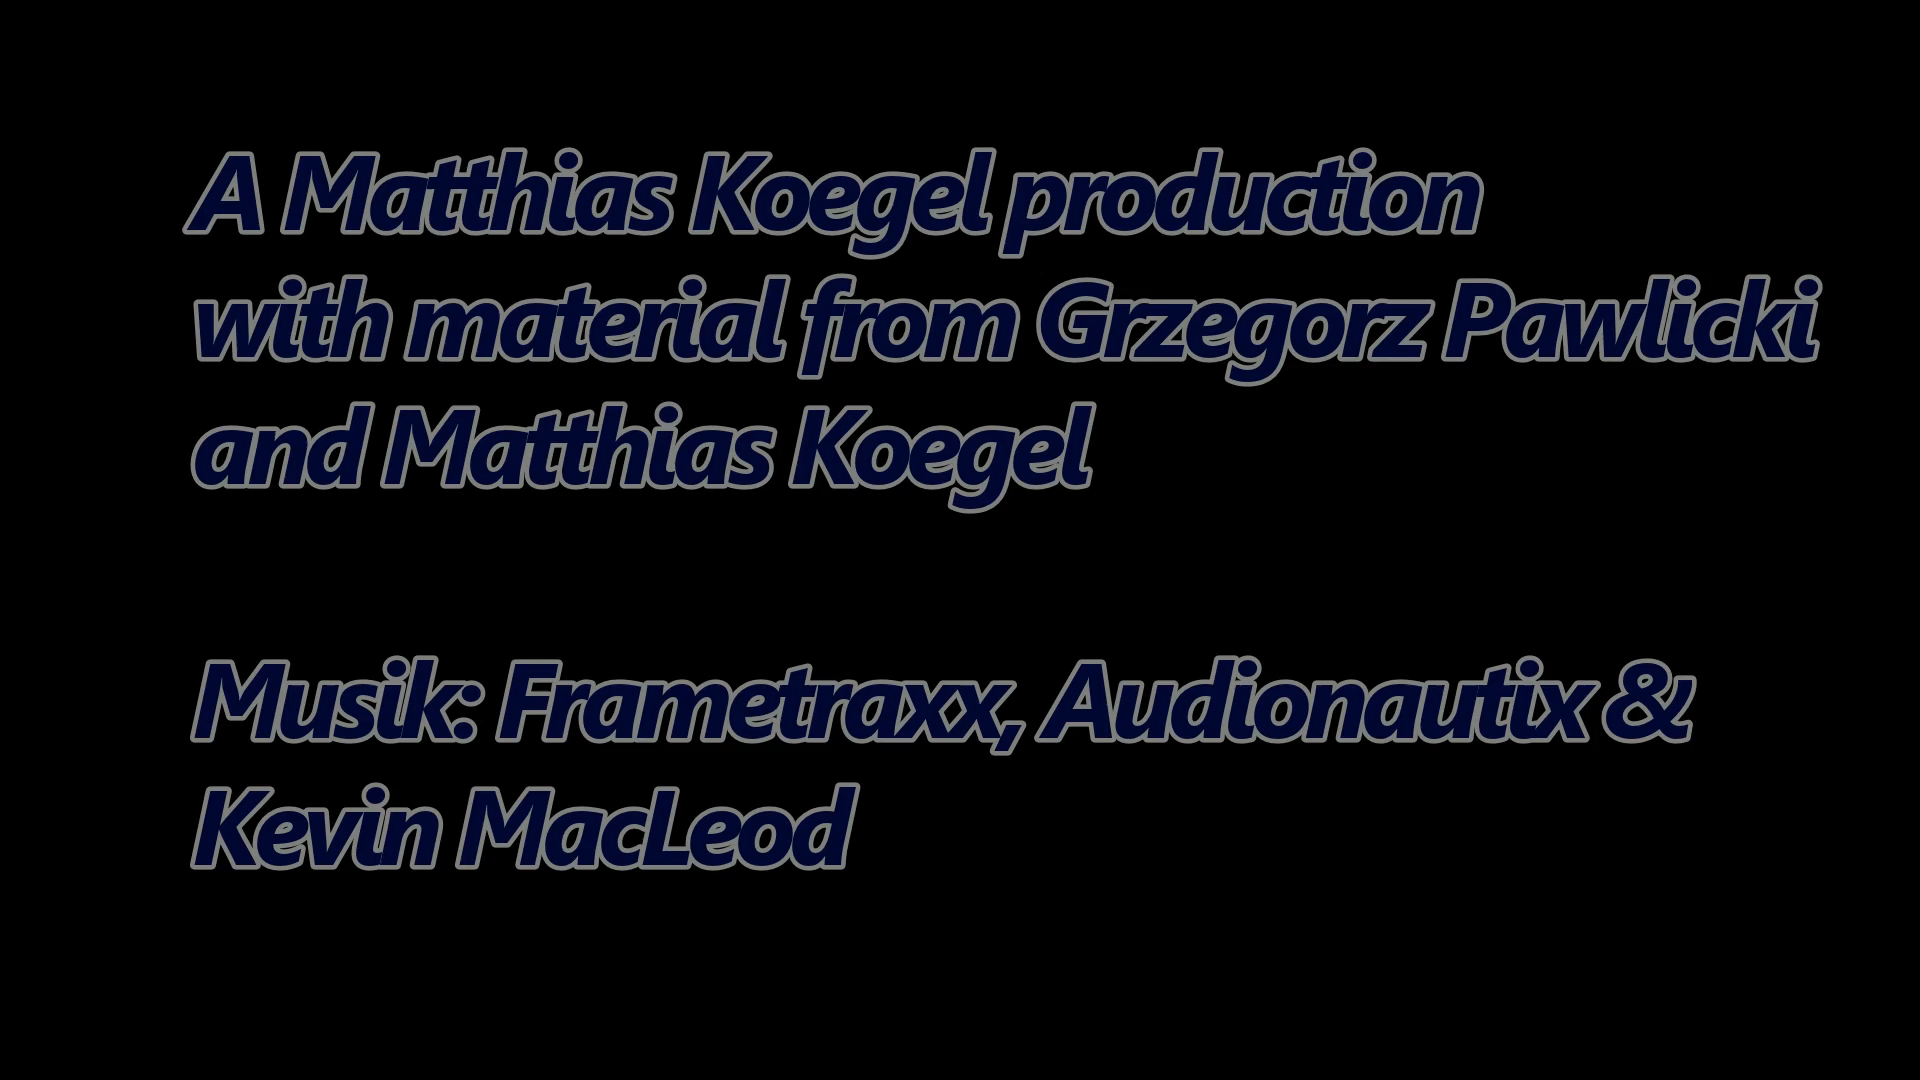 A Matthias Koegel production
with material from Grzegorz Pawlicki
and Matthias Koegel
Musik: Frametraxx, Audionautix &
Kevin MacLeod